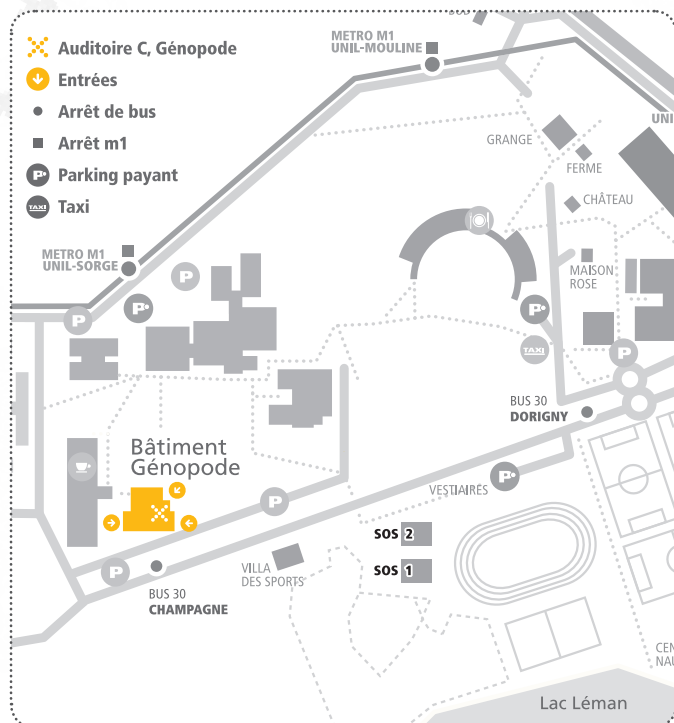 Auditoire C, Génopode
Entrées
Arrêt de bus
Arrêt m1
P Parking payant
TAXI Taxi
METRO M1
UNIL-MOULINE
GRANGE
FERME
CHÂTEAU
MAISON
ROSE
METRO M1
UNIL-SORGE
P
P
P
P
TAXI
P
BUS 30
DORIGNY
Bâtiment
Génopode
P
P
VESTIAIRES
SOS 2
SOS 1
VILLA
DES SPORTS
P
BUS 30
CHAMPAGNE
Lac Léman